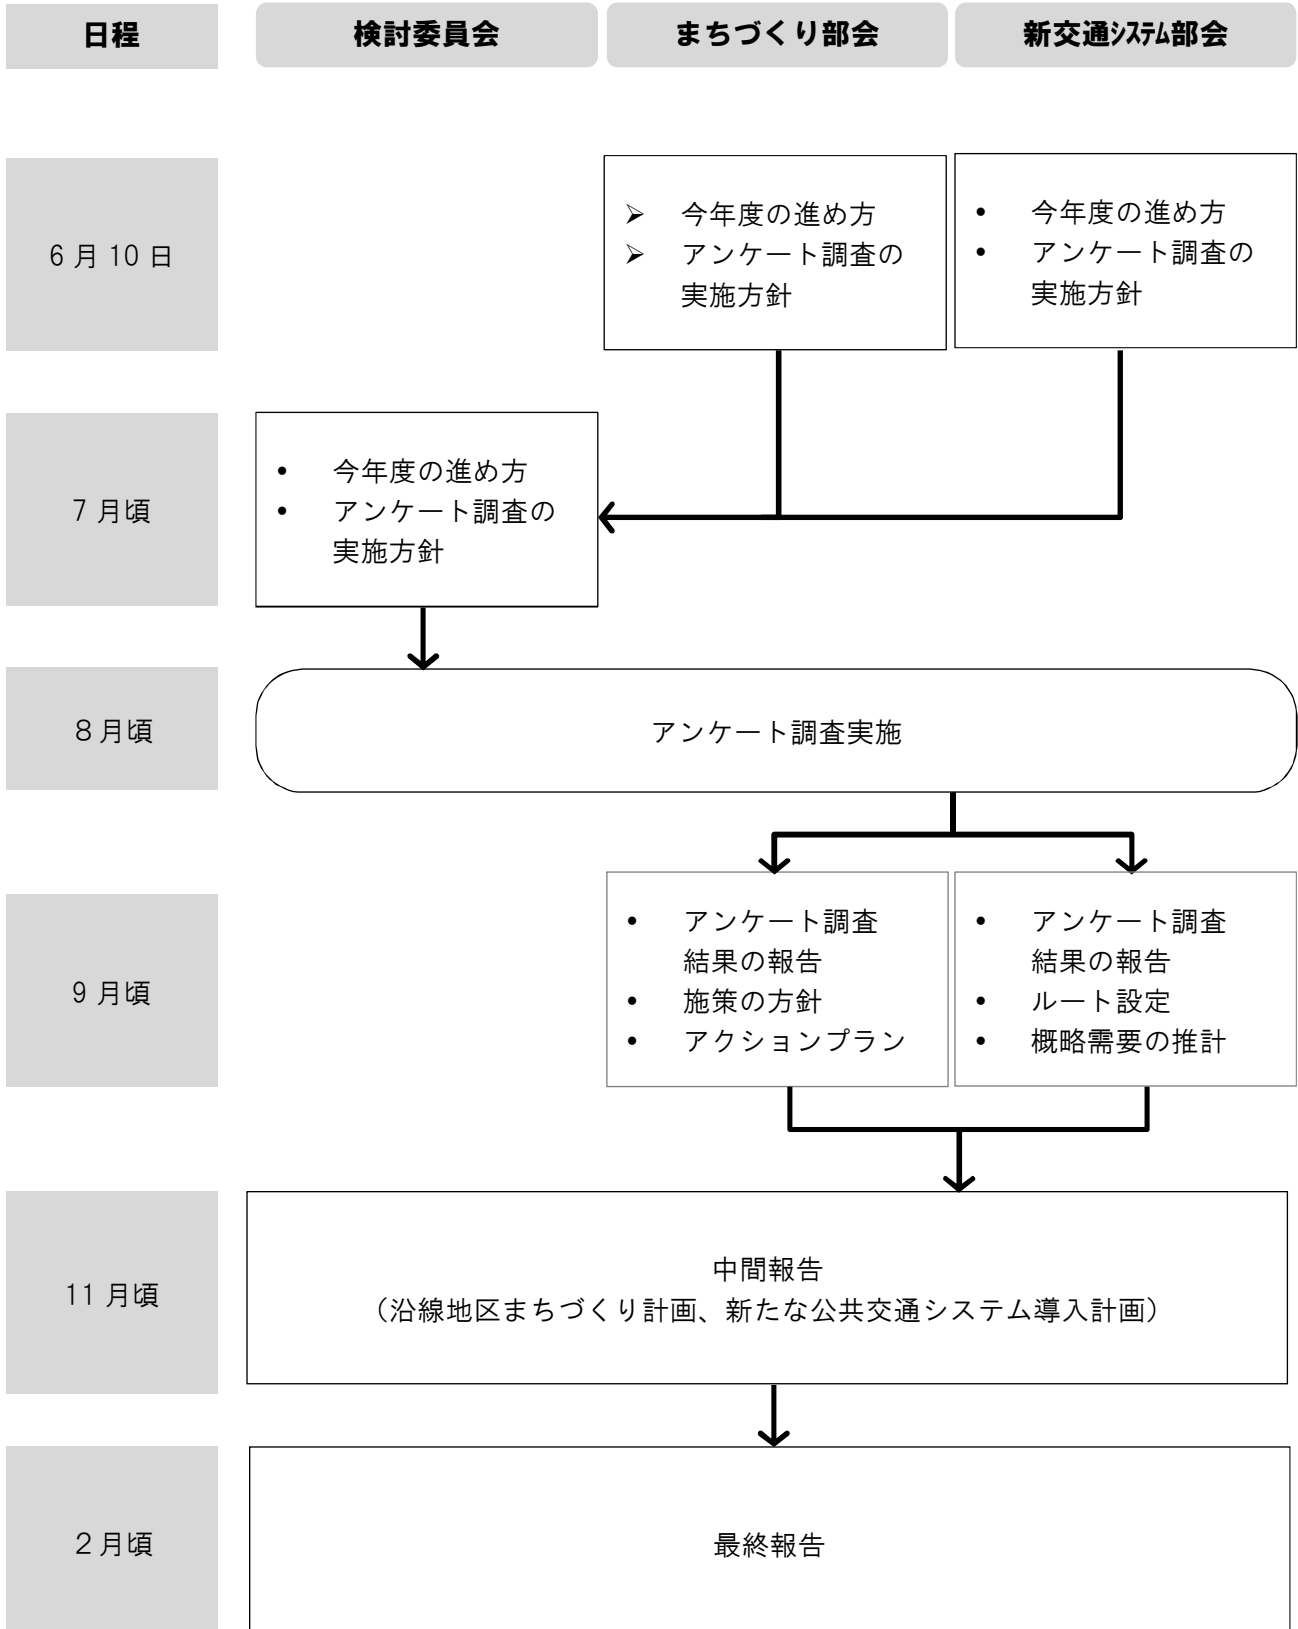 日程
検討委員会
まちづくり部会
新交通システム部会
6月10日
➢ 今年度の進め方
➢ アンケート調査の
実施方針
• 今年度の進め方
• アンケート調査の
実施方針
7月頃
• 今年度の進め方
• アンケート調査の
実施方針
8月頃
アンケート調査実施
9月頃
• アンケート調査
結果の報告
• 施策の方針
• アクションプラン
• アンケート調査
結果の報告
• ルート設定
• 概略需要の推計
11月頃
中間報告
（沿線地区まちづくり計画、新たな公共交通システム導入計画）
2月頃
最終報告